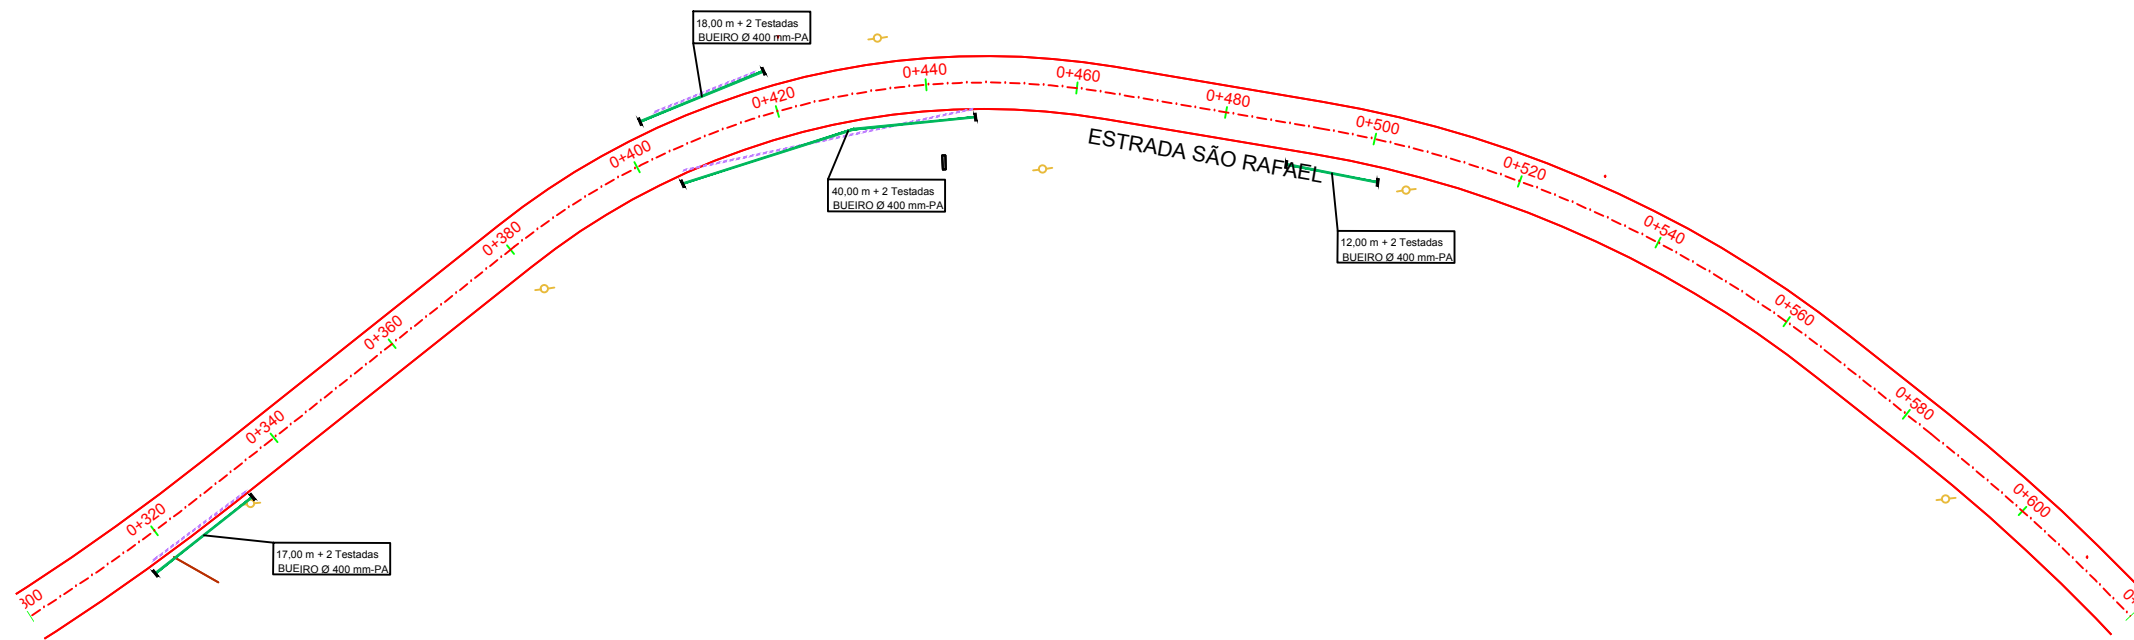 18,00 m + 2 Testadas
BUEIRO Ø 400 mm-PA
0+440
0+460
0+420
0+480
0+500
0+400
ESTRADA SÃO RAFAEL
0+520
40,00 m + 2 Testadas
BUEIRO Ø 400 mm-PA
0+380
0+540
12,00 m + 2 Testadas
BUEIRO Ø 400 mm-PA
0+360
0+560
0+340
0+580
0+320
0+600
17,00 m + 2 Testadas
BUEIRO Ø 400 mm-PA
300